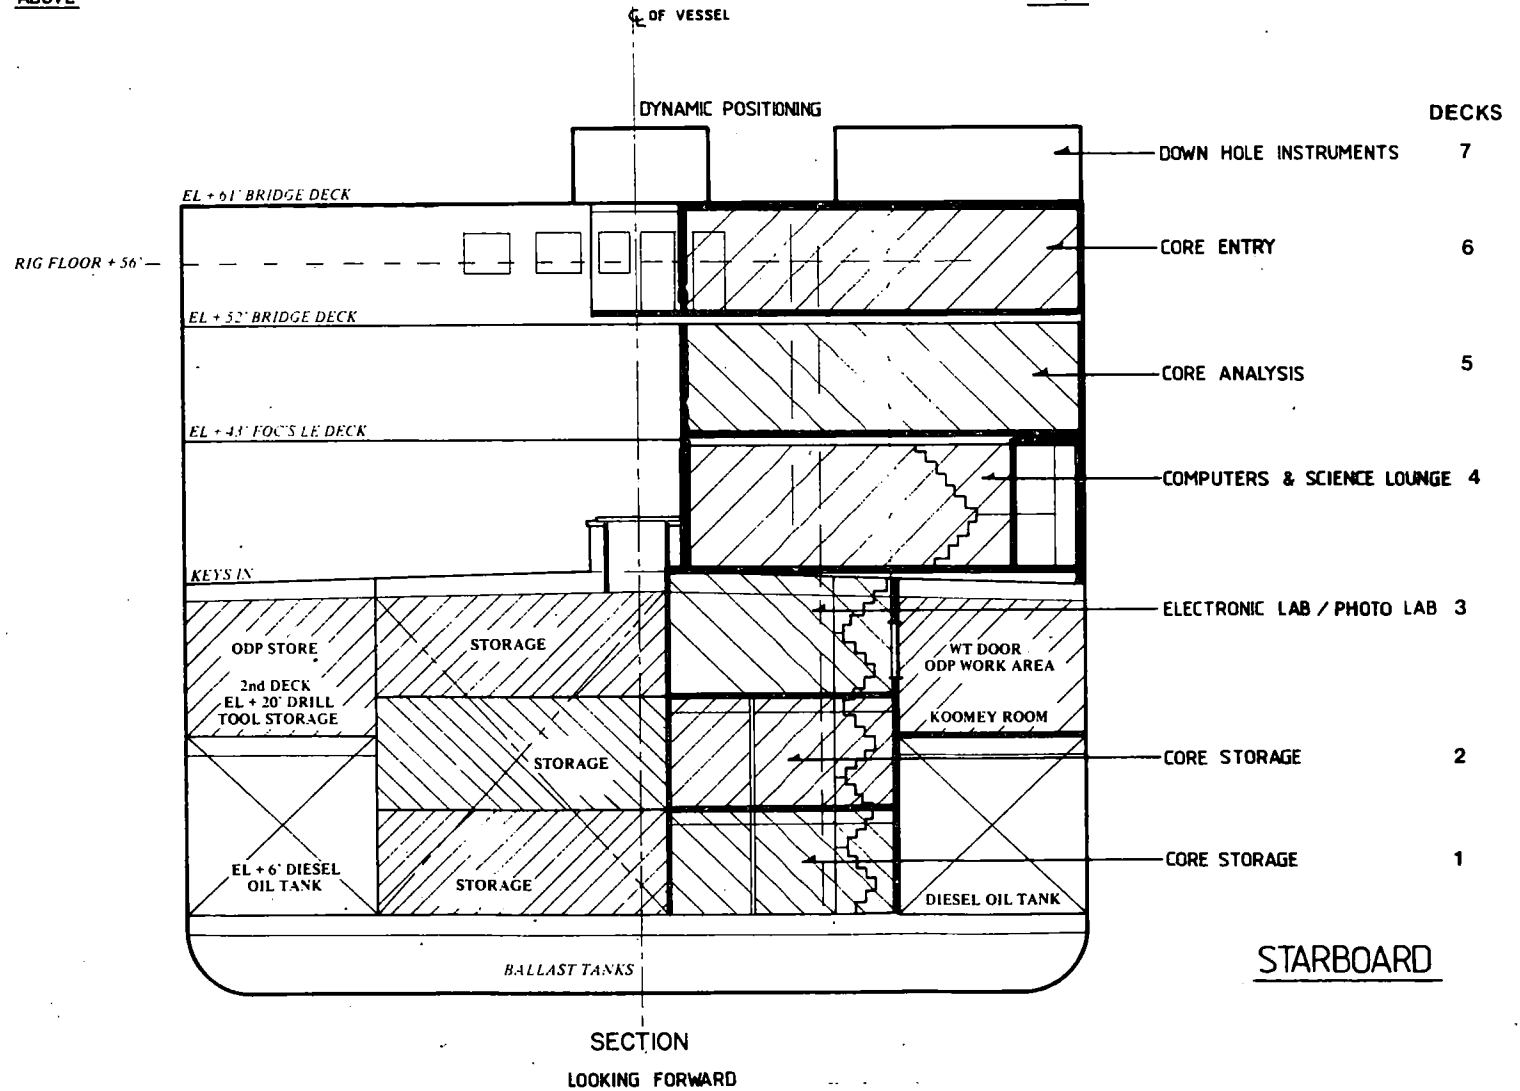 ABOVE
℄ OF VESSEL
DYNAMIC POSITIONING
DECKS
DOWN HOLE INSTRUMENTS 7
EL + 61' BRIDGE DECK
CORE ENTRY 6
RIG FLOOR + 56'
EL + 52' BRIDGE DECK
CORE ANALYSIS 5
EL + 43' FOC'S LE DECK
COMPUTERS & SCIENCE LOUNGE 4
KEYS IN
ELECTRONIC LAB / PHOTO LAB 3
ODP STORE
STORAGE
WT DOOR
ODP WORK AREA
2nd DECK
EL + 20' DRILL
TOOL STORAGE
KOOMEY ROOM
STORAGE
CORE STORAGE 2
CORE STORAGE 1
EL + 6' DIESEL
OIL TANK
STORAGE
DIESEL OIL TANK
STARBOARD
BALLAST TANKS
SECTION
LOOKING FORWARD